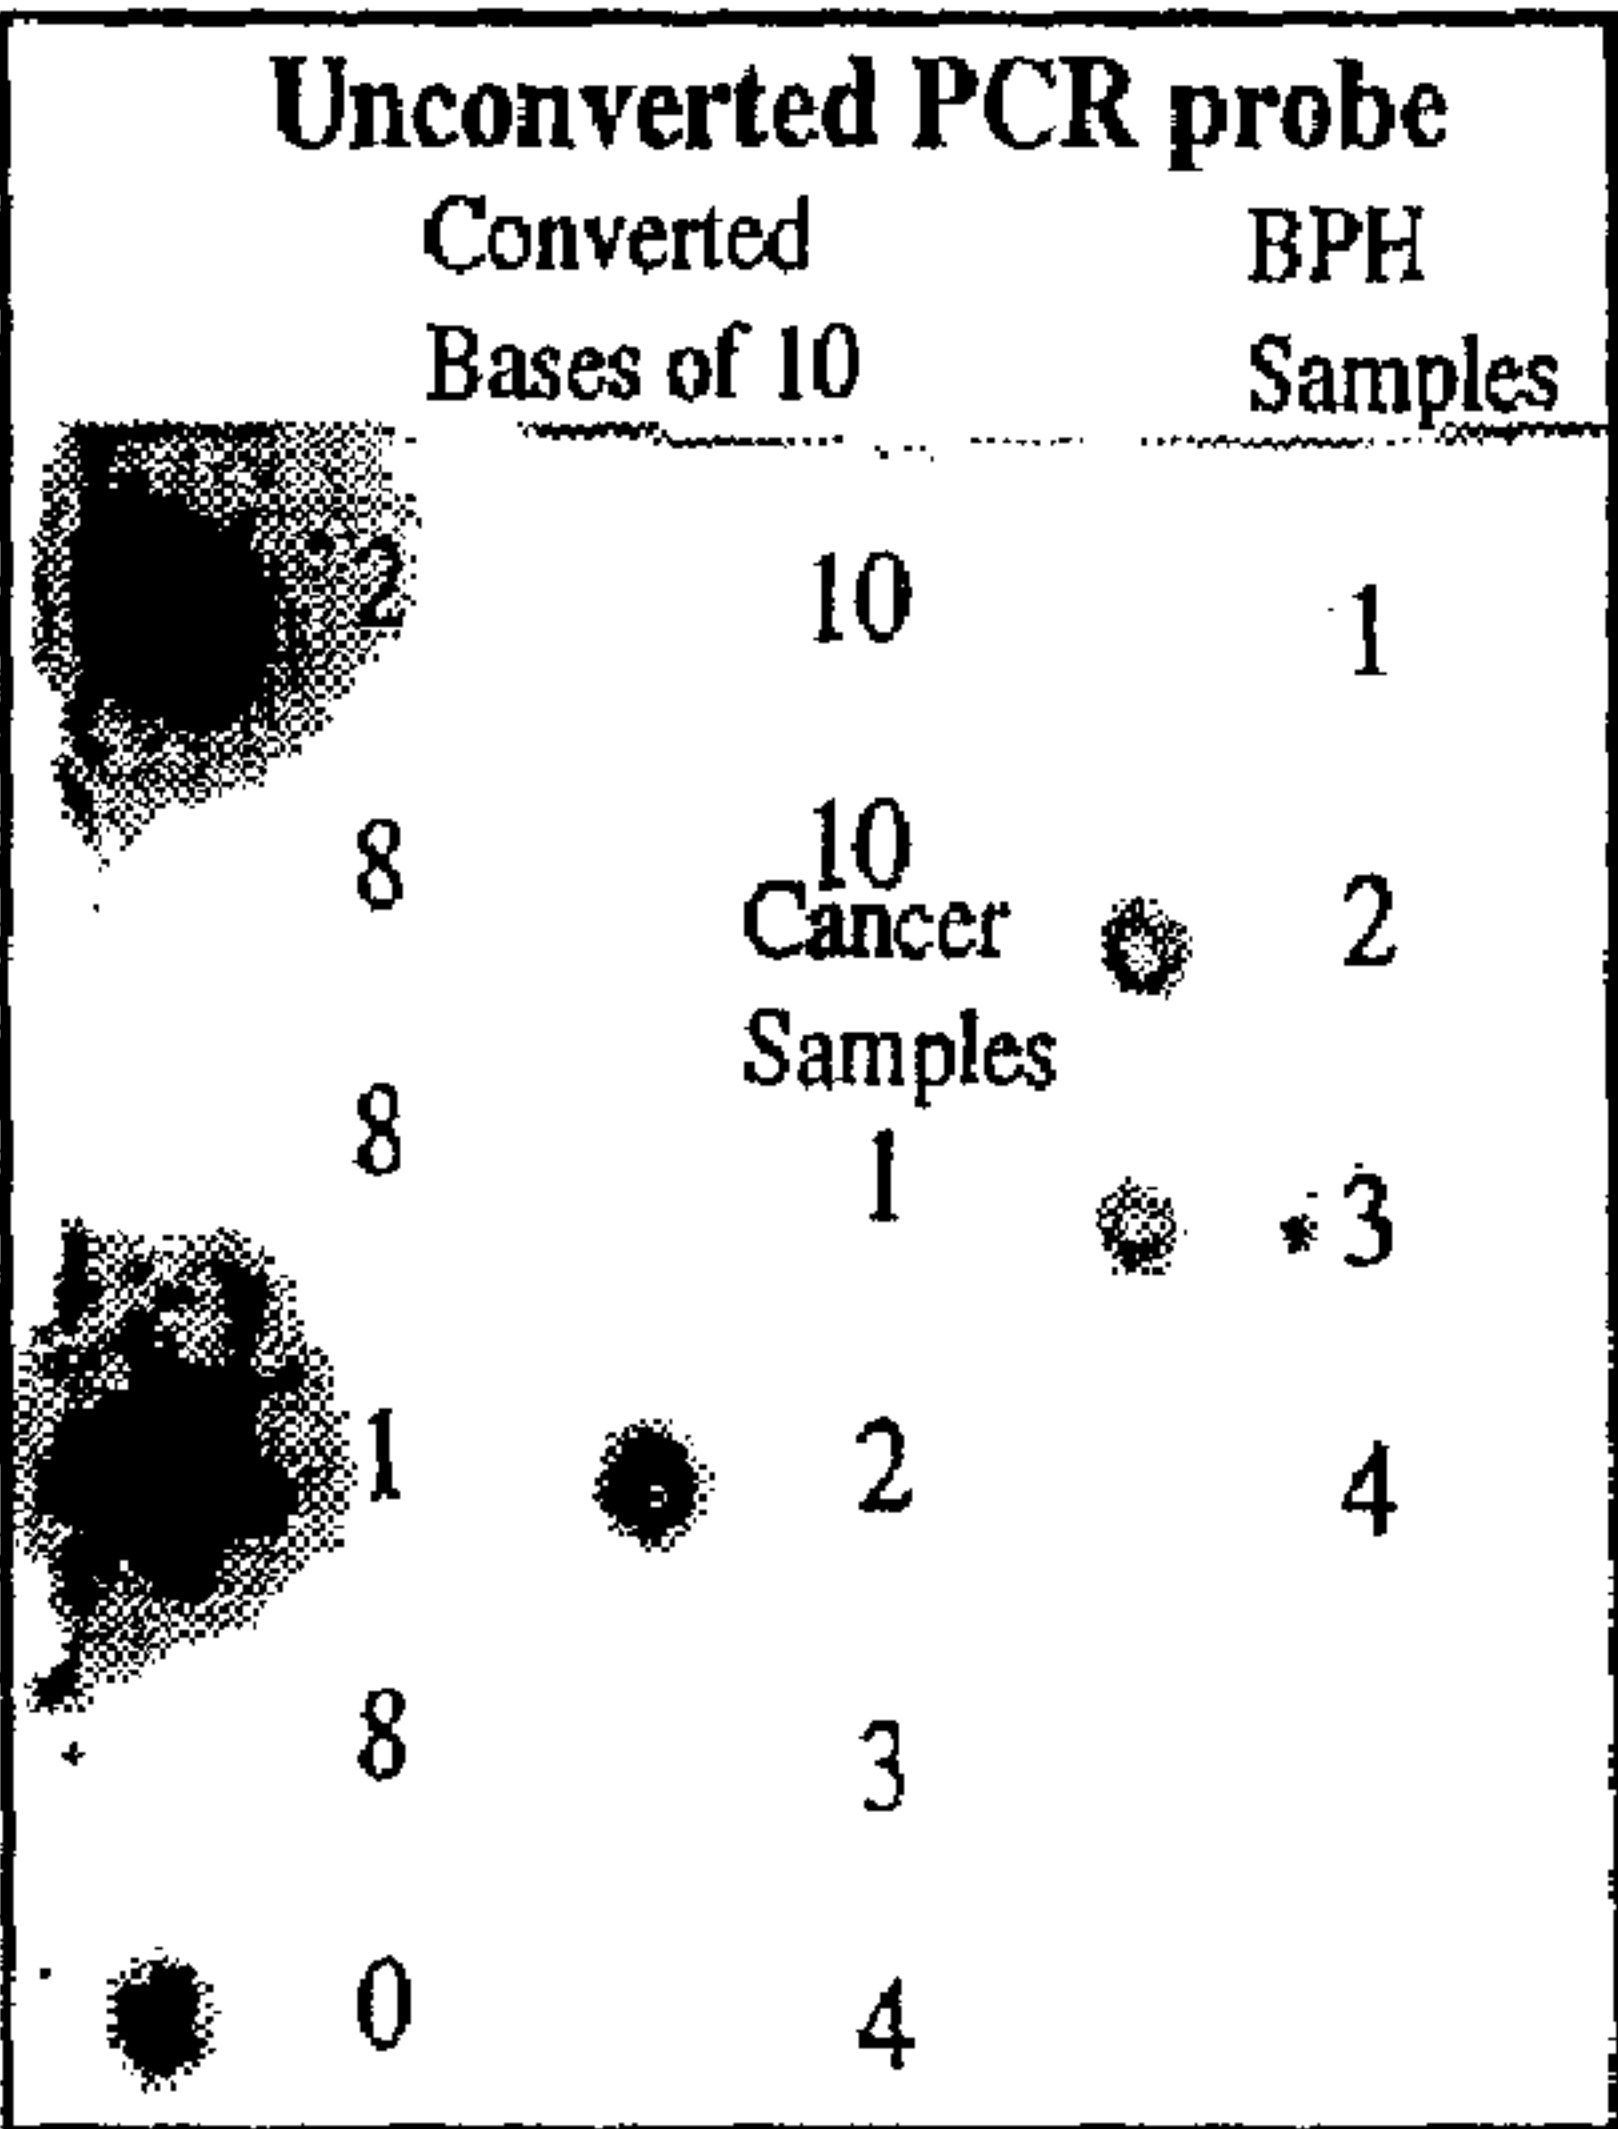 Unconverted PCR probe
Converted BPH
Bases of 10 Samples
2 10 1
8 10 2
Cancer
Samples
8 1 3
1 2 4
8 3
0 4